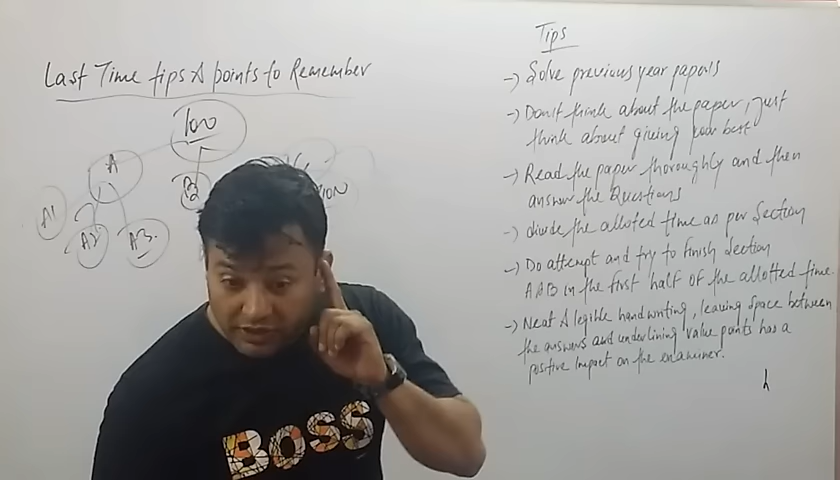 Last Time tips & points to Remember
Too
A
B
A1
A2
A3.
ION
Tips
-) Solve previous year papers
-) Don't think about the paper, just
think about giving your best
-) Read the paper thoroughly and then
answer the Questions
-) divide the alloted time as per Section
-) Do attempt and try to finish Section
A&B in the first half of the allotted time.
-) Neat & legible handwriting, leaving space between
the answers and underlining value points has a
positive impact on the examiner.
BOSS